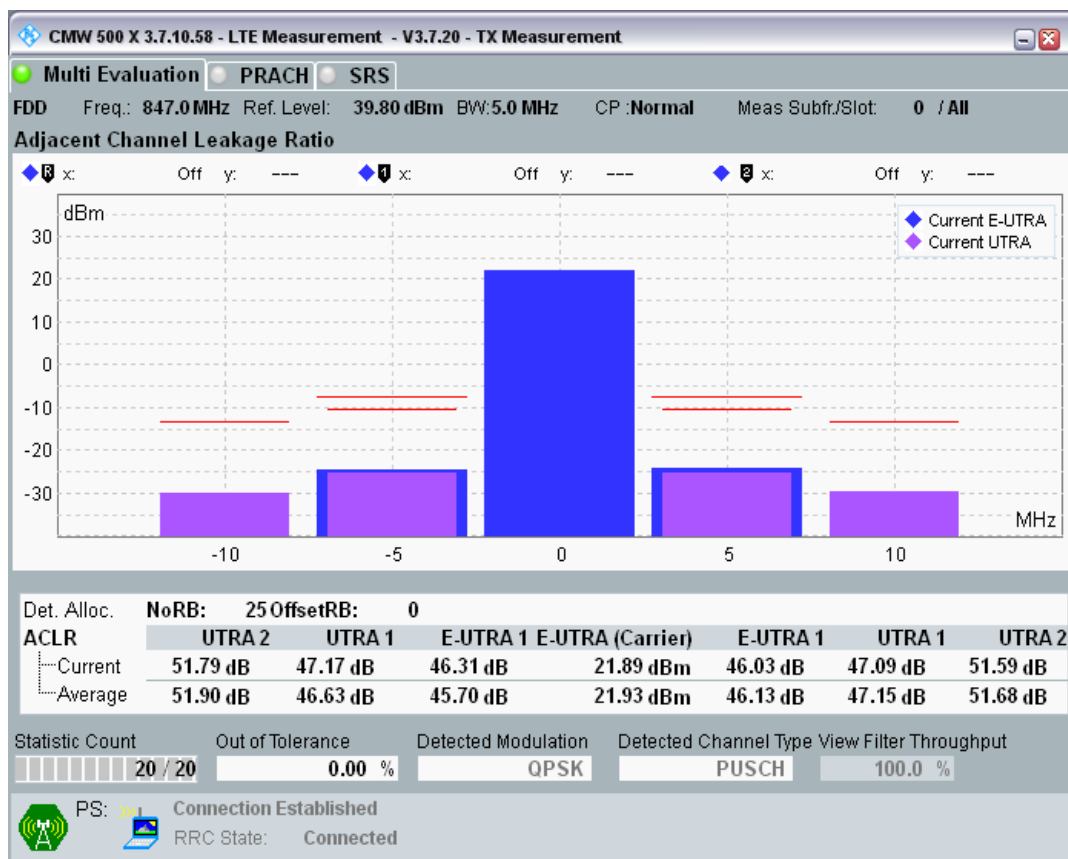 CMW 500 X 3.7.10.58 - LTE Measurement - V3.7.20 - TX Measurement
Multi Evaluation PRACH SRS
FDD Freq.: 847.0 MHz Ref. Level: 39.80 dBm BW:5.0 MHz CP :Normal Meas Subfr./Slot: 0 / All
Adjacent Channel Leakage Ratio
R x: Off y: --- 1 x: Off y: --- 2 x: Off y: ---
dBm
Current E-UTRA
Current UTRA
30
20
10
0
-10
-20
-30
MHz
-10 -5 0 5 10
Det. Alloc. NoRB: 25 OffsetRB: 0
ACLR UTRA 2 UTRA 1 E-UTRA 1 E-UTRA (Carrier) E-UTRA 1 UTRA 1 UTRA 2
Current 51.79 dB 47.17 dB 46.31 dB 21.89 dBm 46.03 dB 47.09 dB 51.59 dB
Average 51.90 dB 46.63 dB 45.70 dB 21.93 dBm 46.13 dB 47.15 dB 51.68 dB
Statistic Count Out of Tolerance Detected Modulation Detected Channel Type View Filter Throughput
20 / 20 0.00 % QPSK PUSCH 100.0 %
PS: Connection Established
RRC State: Connected